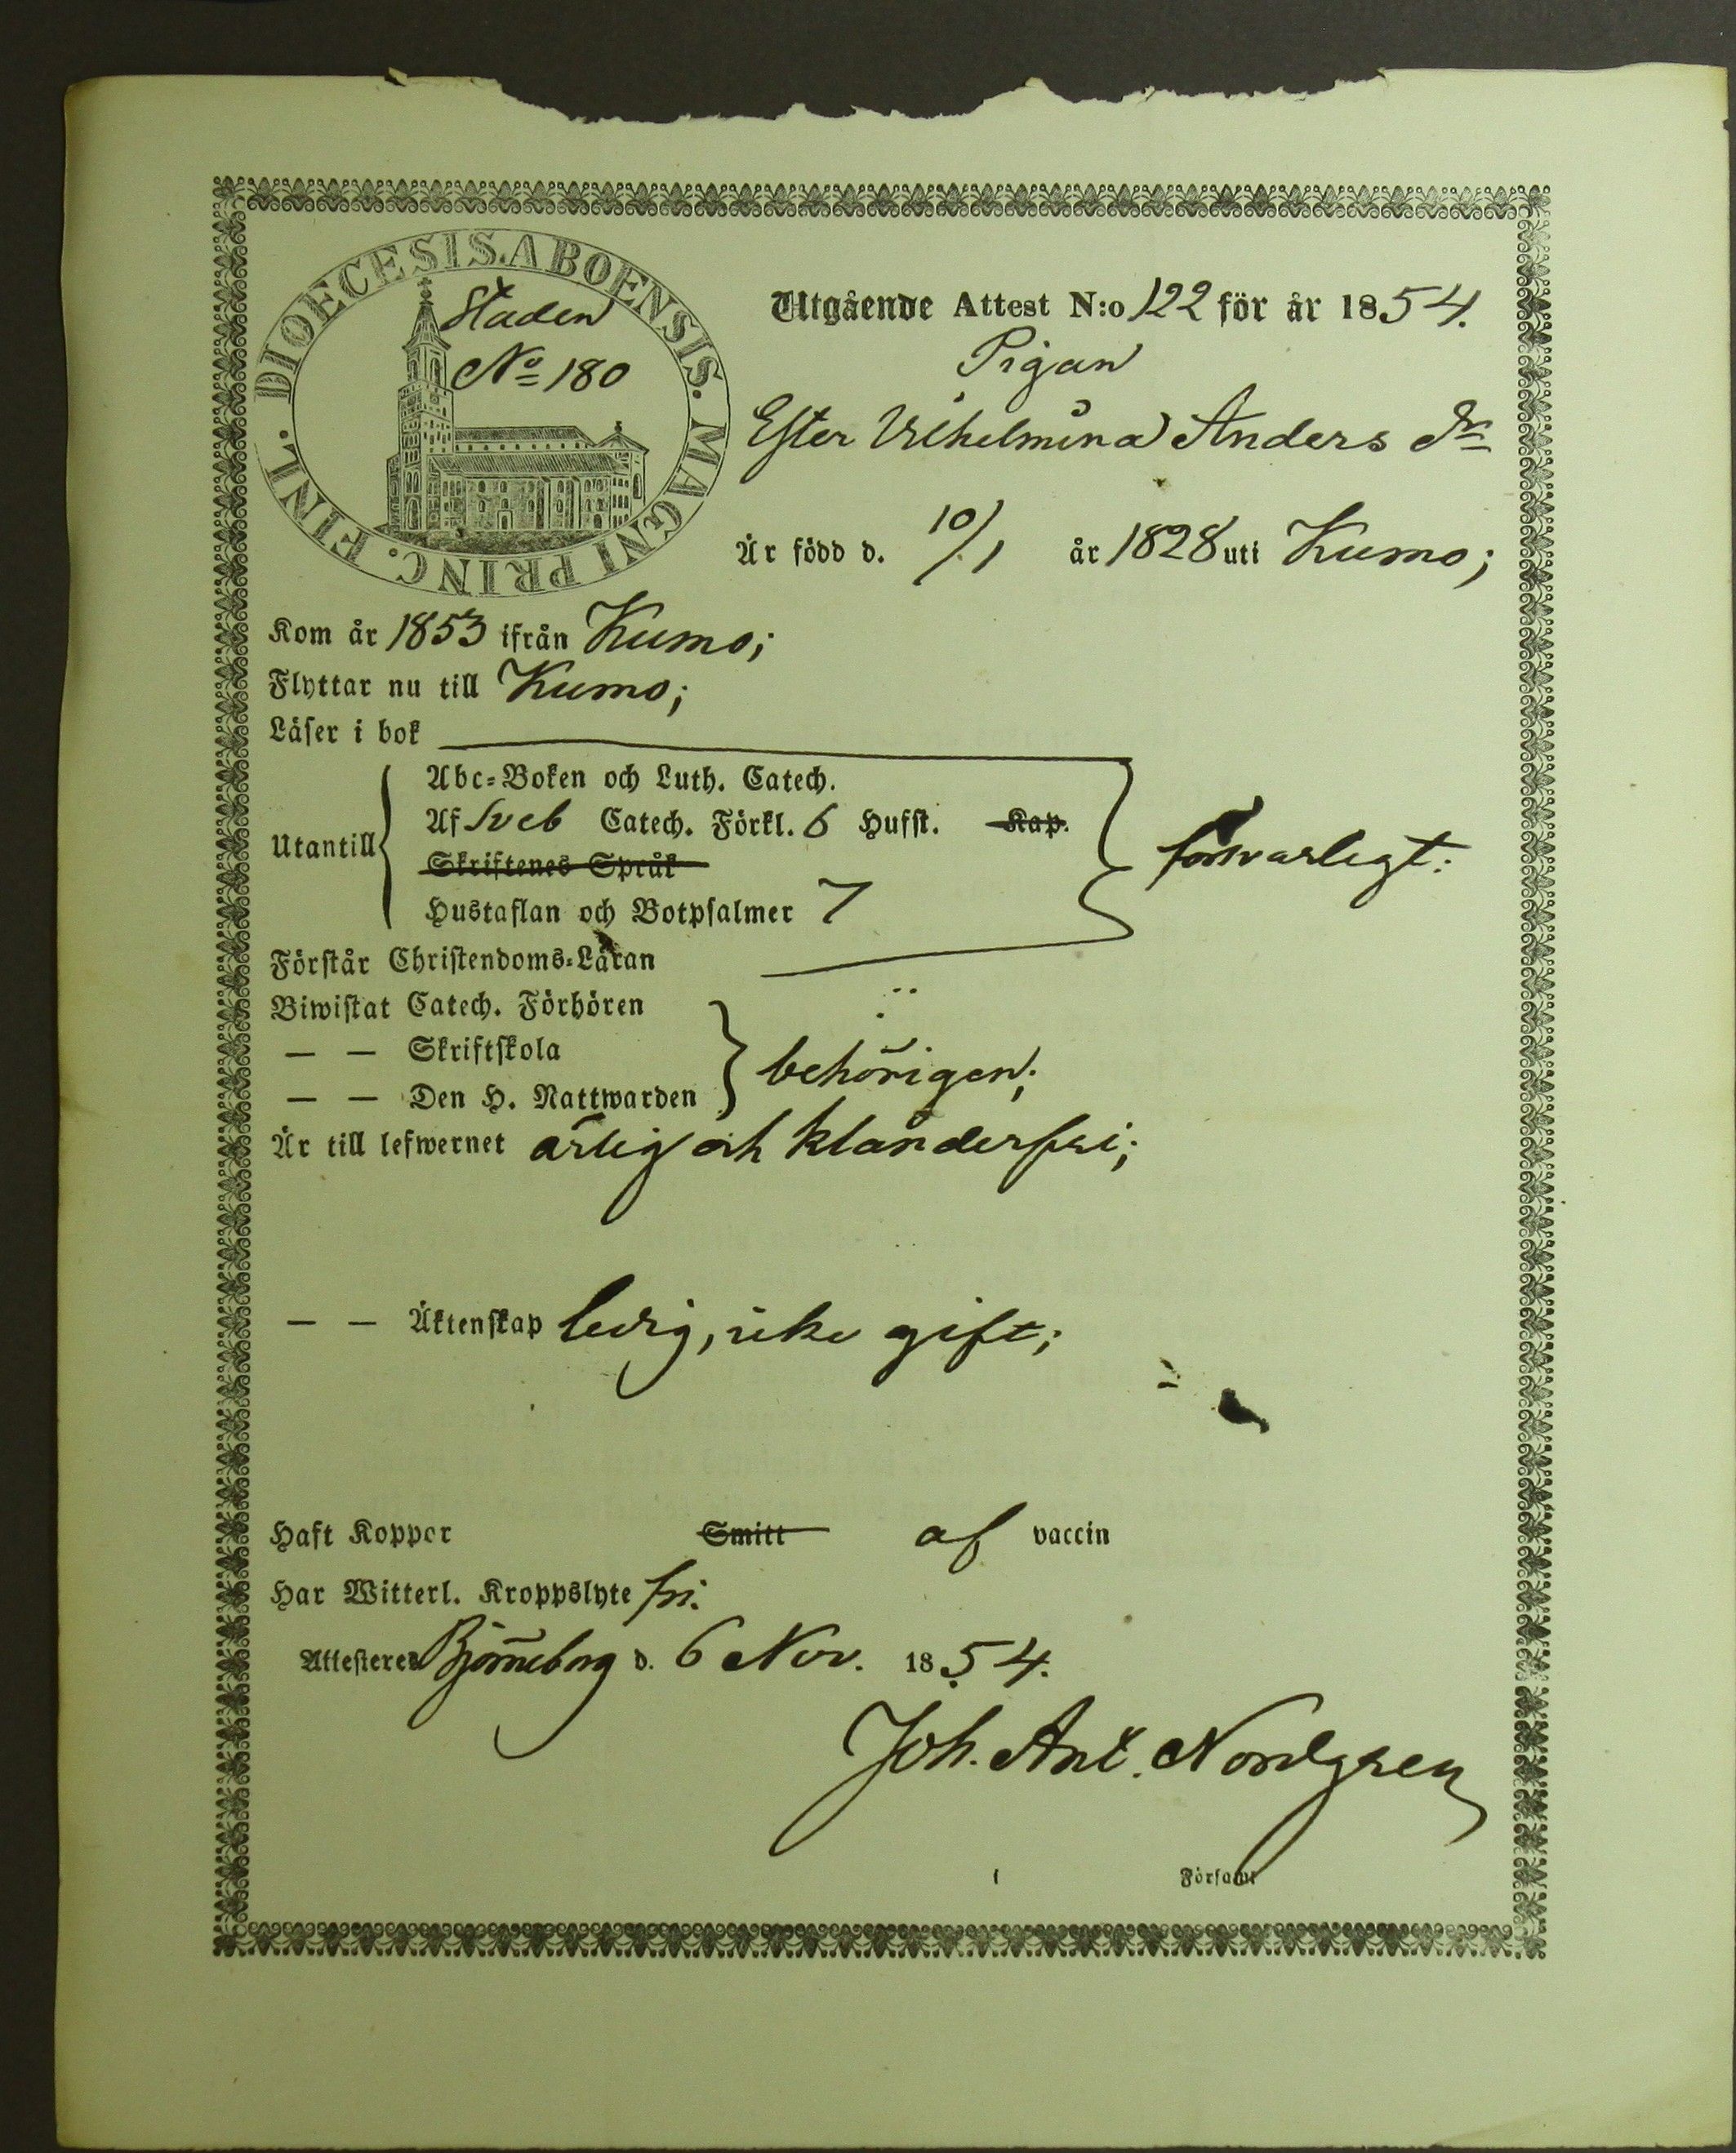 DIOECESIS. ABOENSIS. MAGNI PRINC. FINL.
Staden
No 180
Utgående Attest N:o 122 för år 1854.
Pigan
Ester Vilhelmina Anders dr
Är född d. 10/1 år 1828 uti Kumo;
Kom år 1853 ifrån Kumo;
Flyttar nu till Kumo;
Läser i bok
Utantill
Abc-Boken och Luth. Catech.
Af Sveb Catech. Förkl. 6 Hufst. Kap.
Skriftenes Språk
Hustaflan och Botpsalmer 7
försvarligt:
Förstår Christendoms-Läran
Biwistat Catech. Förhören
— — Skriftskola
— — Den H. Nattwarden
behörigen;
Är till lefwernet ärlig och klanderfri;
— — Äktenskap ledig, icke gift;
Haft Koppor Smitt af vaccin
Har Witterl. Kroppslyte fri.
Attesteres Björneborg d. 6 Nov. 1854.
Joh. Ant. Nordgren
i Församl